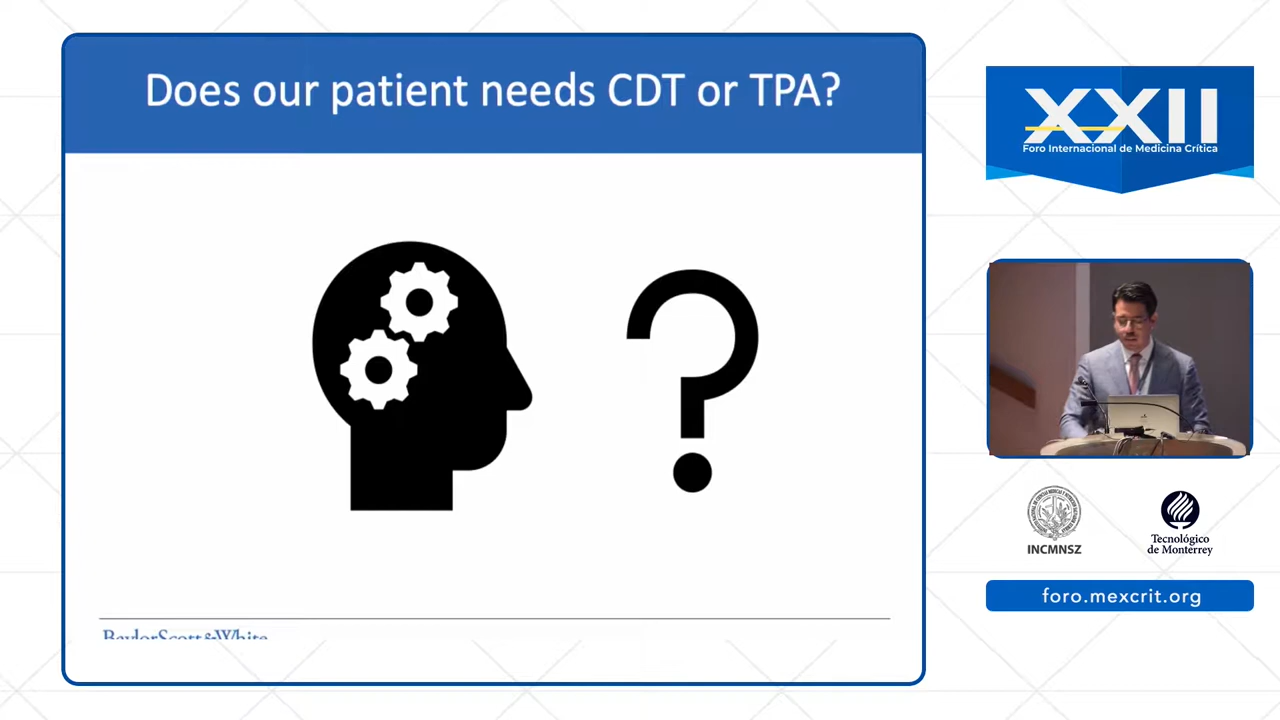 Does our patient needs CDT or TPA?
BaylorScott&White
XXII
Foro Internacional de Medicina Crítica
INCMNSZ
Tecnológico
de Monterrey
foro.mexcrit.org